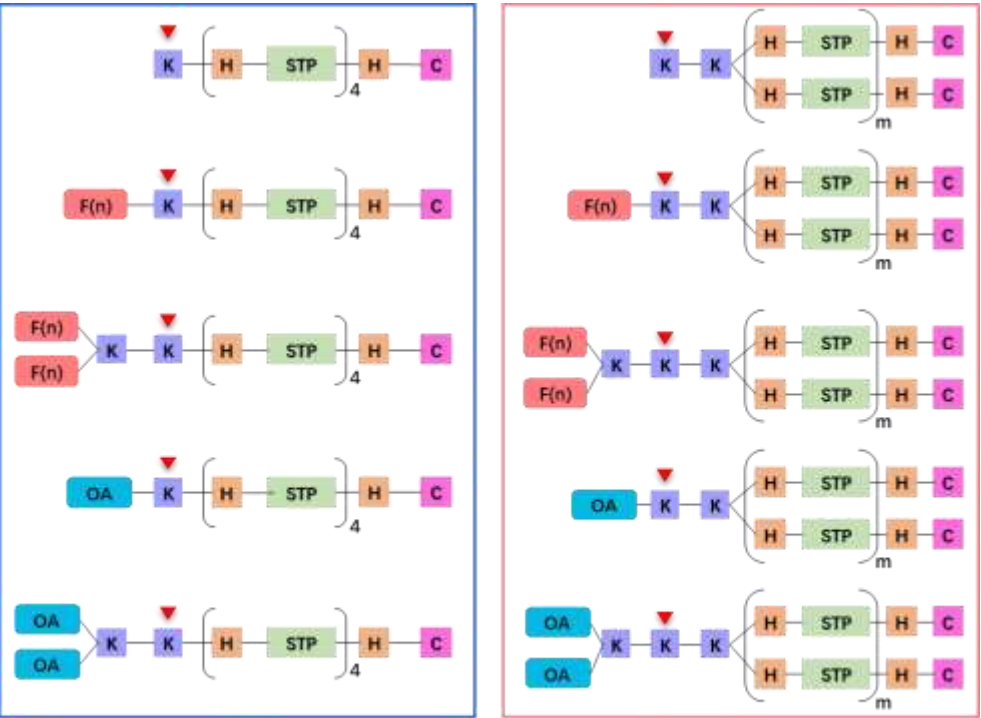 K H STP H C
4
F(n) K H STP H C
4
F(n)
K K H STP H C
F(n)
4
OA K H STP H C
4
OA
K K H STP H C
OA
4
H STP H C
K K
H STP H C
m
H STP H C
F(n) K K
H STP H C
m
H STP H C
F(n)
K K K
F(n)
H STP H C
m
H STP H C
OA K K
H STP H C
m
OA
H STP H C
K K K
OA
H STP H C
m